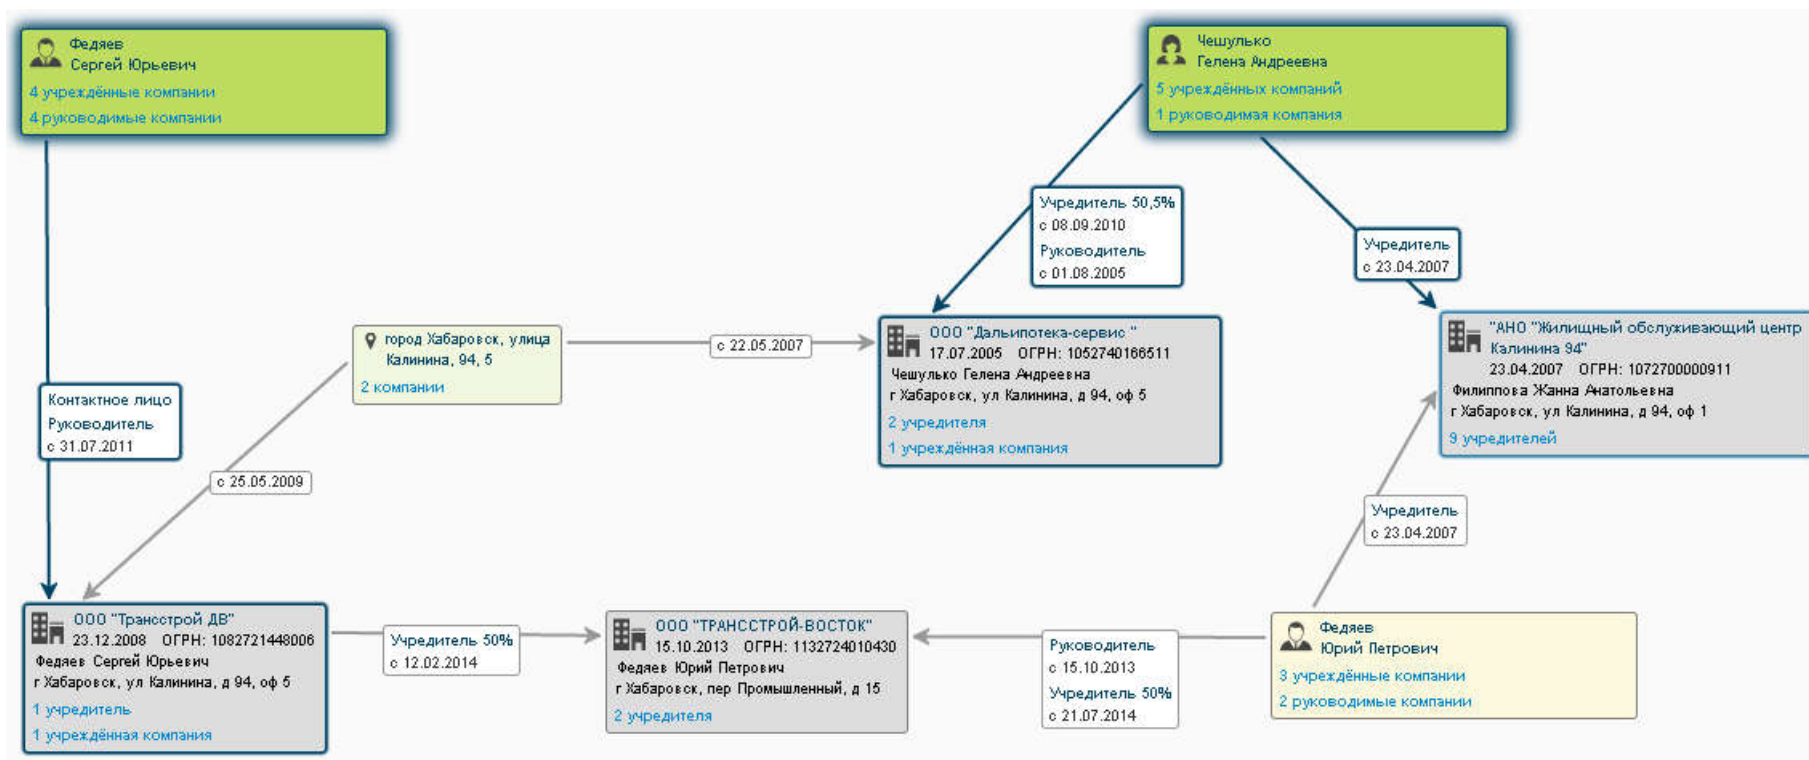 Федяев
Сергей Юрьевич
4 учреждённые компании
4 руководимые компании
Чешулько
Гелена Андреевна
5 учреждённых компаний
1 руководимая компания
Учредитель 50,5%
с 08.09.2010
Руководитель
с 01.08.2005
Учредитель
с 23.04.2007
город Хабаровск, улица
Калинина, 94, 5
2 компании
с 22.05.2007
ООО "Дальипотека-сервис "
17.07.2005 ОГРН: 1052740166511
Чешулько Гелена Андреевна
г Хабаровск, ул Калинина, д 94, оф 5
2 учредителя
1 учреждённая компания
"АНО "Жилищный обслуживающий центр
Калинина 94"
23.04.2007 ОГРН: 1072700000911
Филиппова Жанна Анатольевна
г Хабаровск, ул Калинина, д 94, оф 1
9 учредителей
Контактное лицо
Руководитель
с 31.07.2011
с 25.05.2009
Учредитель
с 23.04.2007
ООО "Трансстрой ДВ"
23.12.2008 ОГРН: 1082721448006
Федяев Сергей Юрьевич
г Хабаровск, ул Калинина, д 94, оф 5
1 учредитель
1 учреждённая компания
Учредитель 50%
с 12.02.2014
ООО "ТРАНССТРОЙ-ВОСТОК"
15.10.2013 ОГРН: 1132724010430
Федяев Юрий Петрович
г Хабаровск, пер Промышленный, д 15
2 учредителя
Руководитель
с 15.10.2013
Учредитель 50%
с 21.07.2014
Федяев
Юрий Петрович
3 учреждённые компании
2 руководимые компании